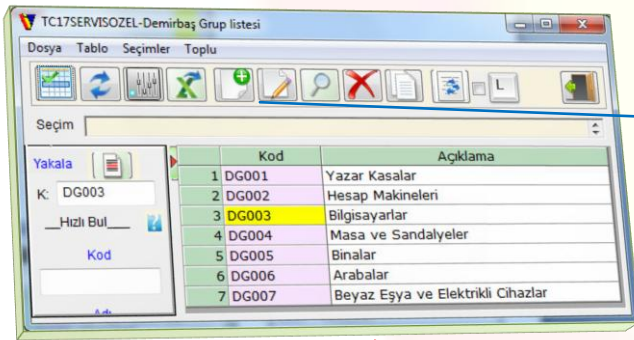 TC17SERVISOZEL-Demirbaş Grup listesi
Dosya Tablo Seçimler Toplu
L
Seçim
Yakala
K: DG003
__Hızlı Bul___
Kod
Kod Açıklama
1 DG001 Yazar Kasalar
2 DG002 Hesap Makineleri
3 DG003 Bilgisayarlar
4 DG004 Masa ve Sandalyeler
5 DG005 Binalar
6 DG006 Arabalar
7 DG007 Beyaz Eşya ve Elektrikli Cihazlar